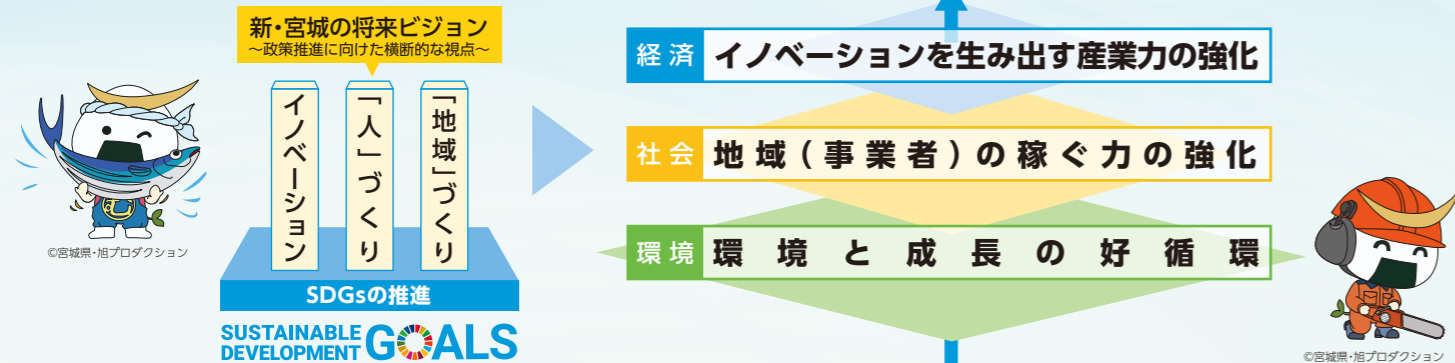 新・宮城の将来ビジョン
～政策推進に向けた横断的な視点～
イノベーション
「人」づくり
「地域」づくり
SDGsの推進
SUSTAINABLE
DEVELOPMENT
GOALS
©宮城県・旭プロダクション
経済 イノベーションを生み出す産業力の強化
社会 地域(事業者)の稼ぐ力の強化
環境 環境と成長の好循環
©宮城県・旭プロダクション